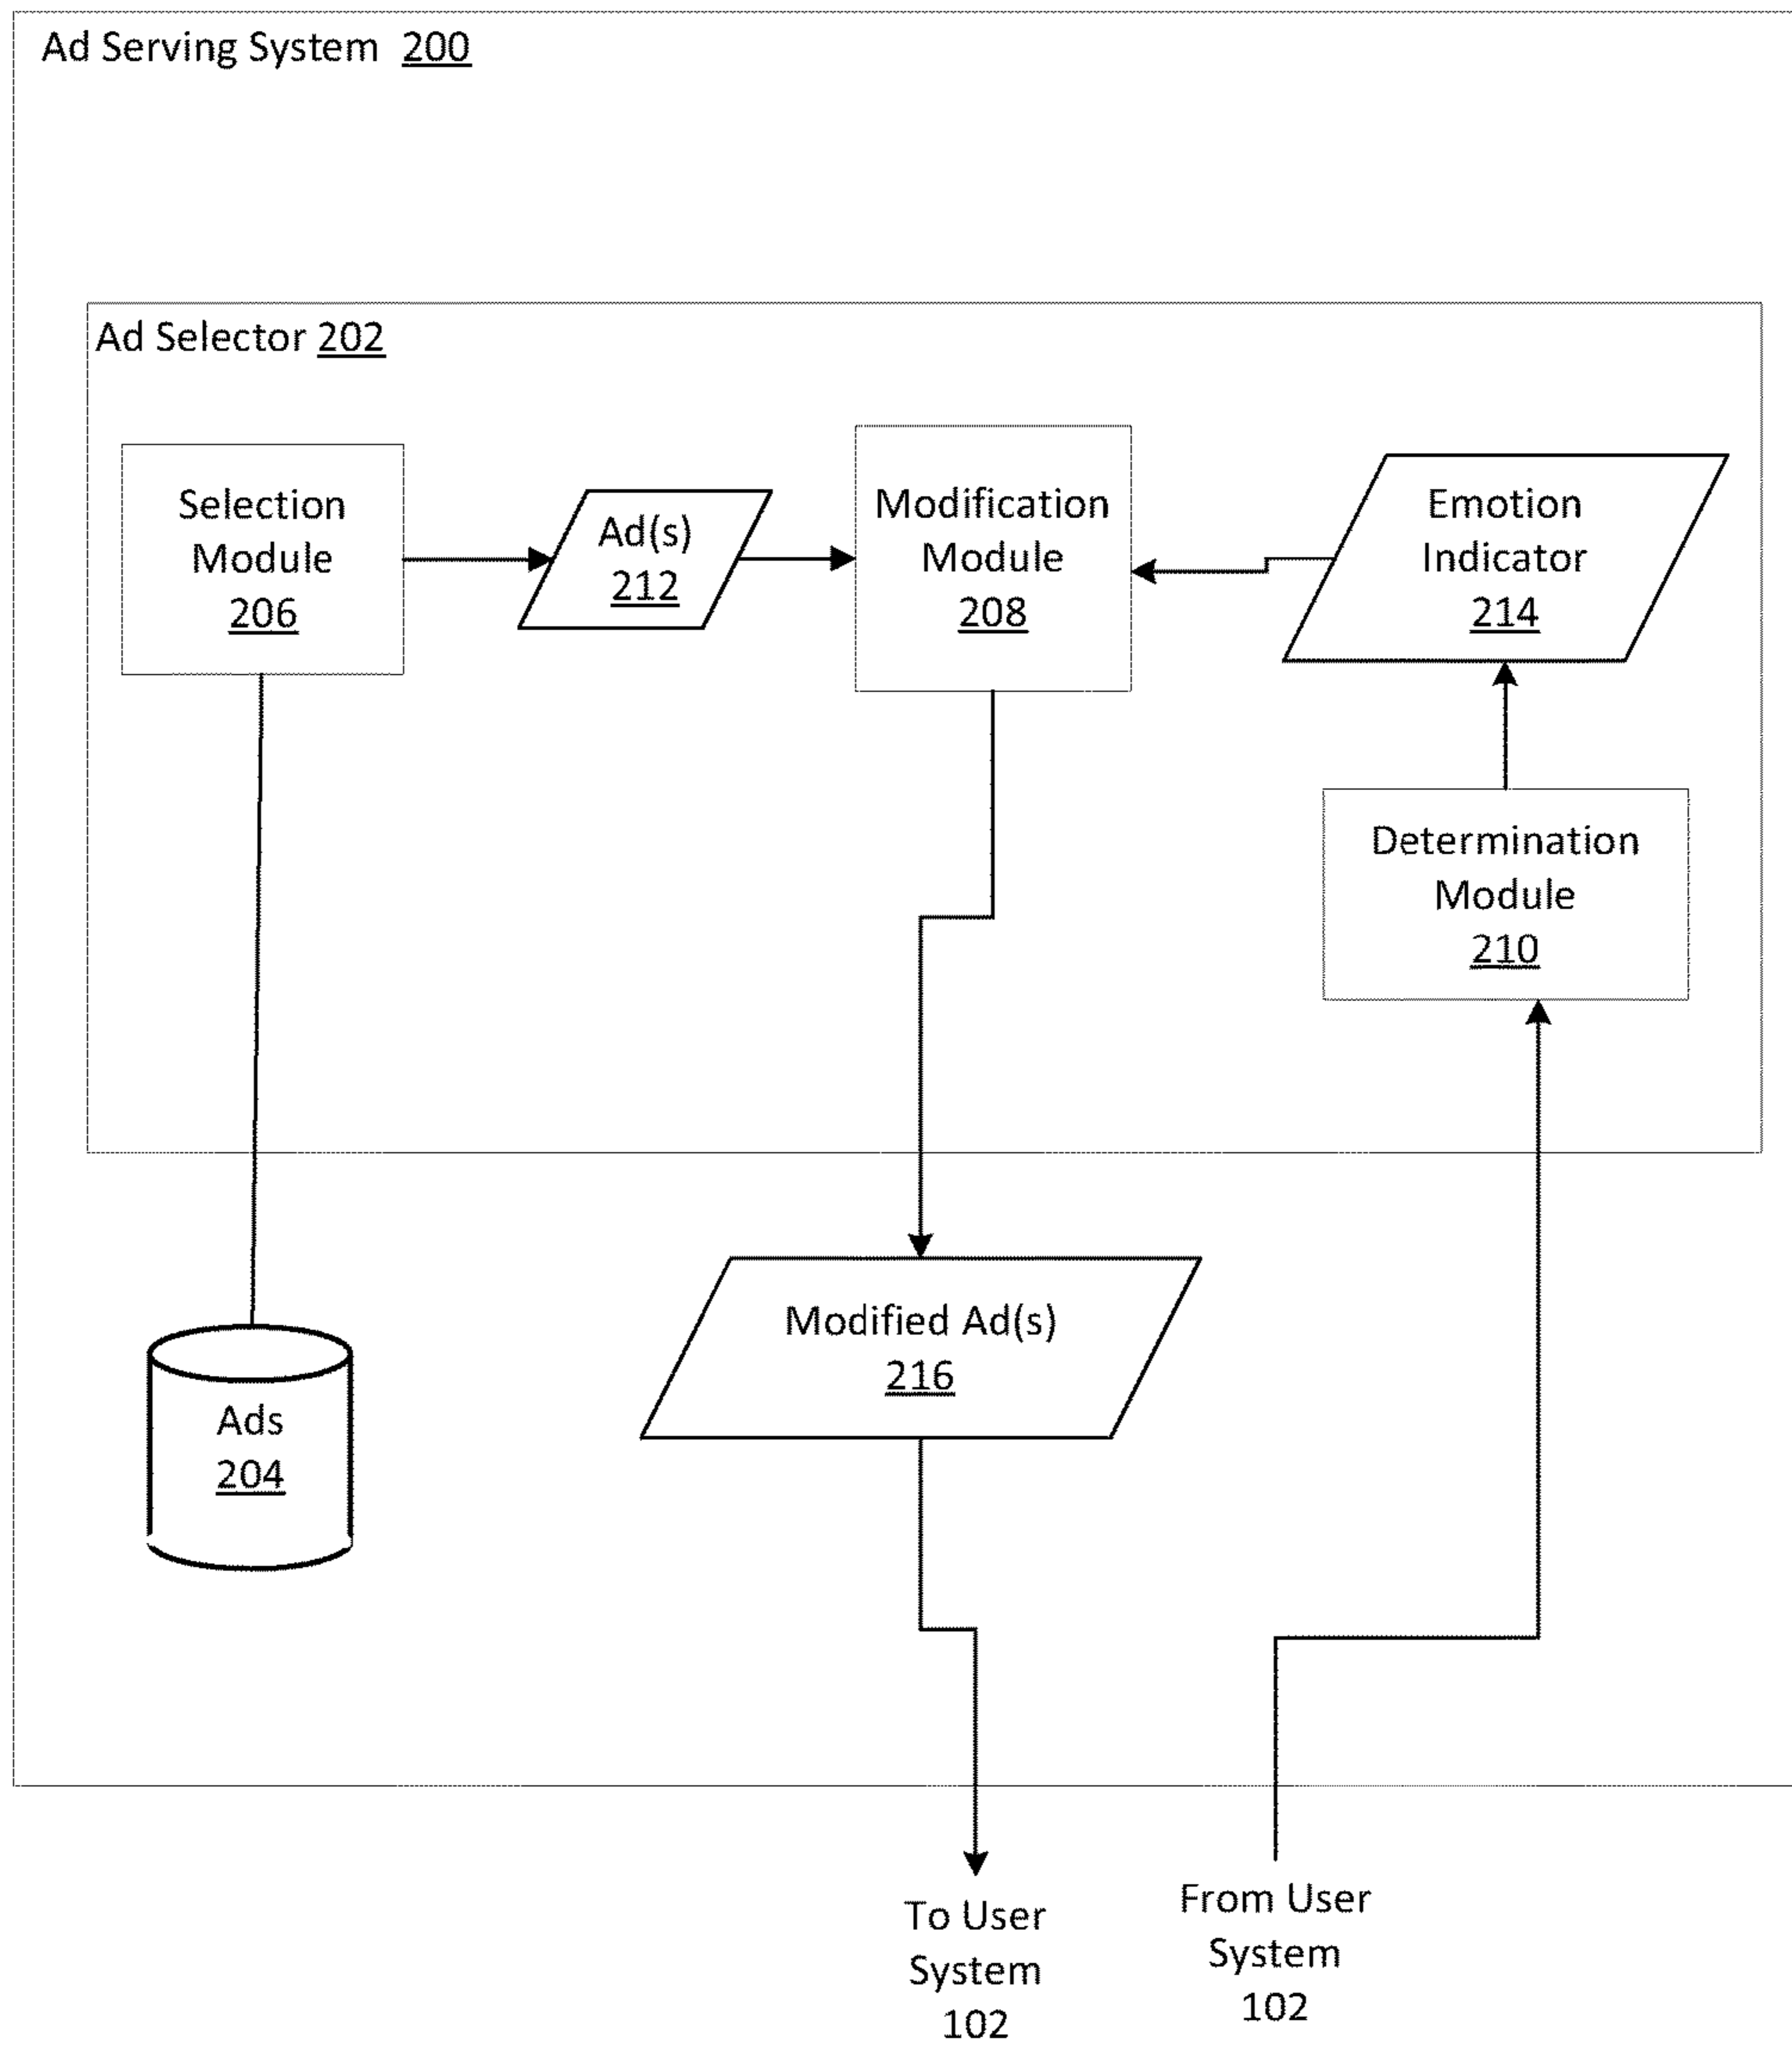 Ad Serving System 200
Ad Selector 202
Selection
Module
206
Ad(s)
212
Modification
Module
208
Emotion
Indicator
214
Determination
Module
210
Modified Ad(s)
216
Ads
204
To User
System
102
From User
System
102